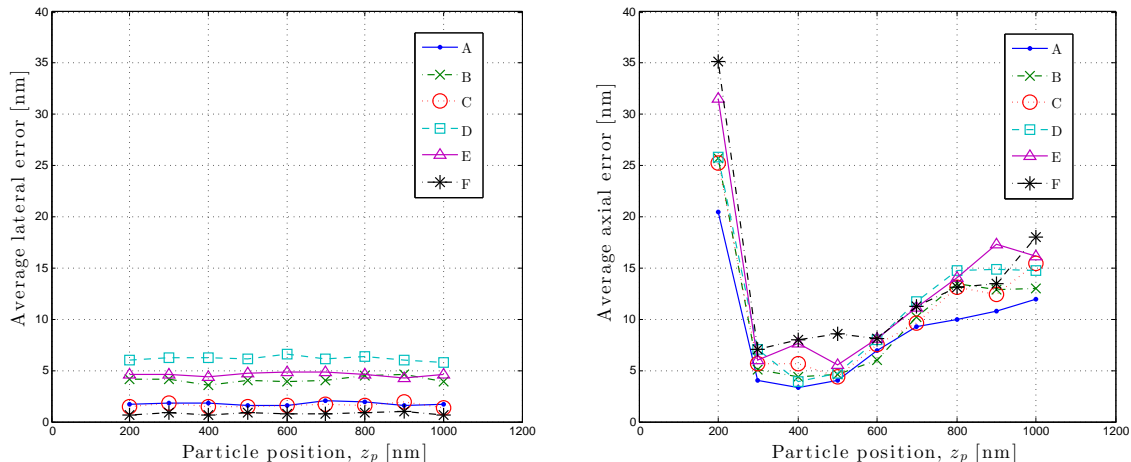 40
35
30
25
20
15
10
5
0
0 200 400 600 800 1000 1200
Average lateral error [nm]
Particle position, z_p [nm]
A
B
C
D
E
F
40
35
30
25
20
15
10
5
0
0 200 400 600 800 1000 1200
Average axial error [nm]
Particle position, z_p [nm]
A
B
C
D
E
F